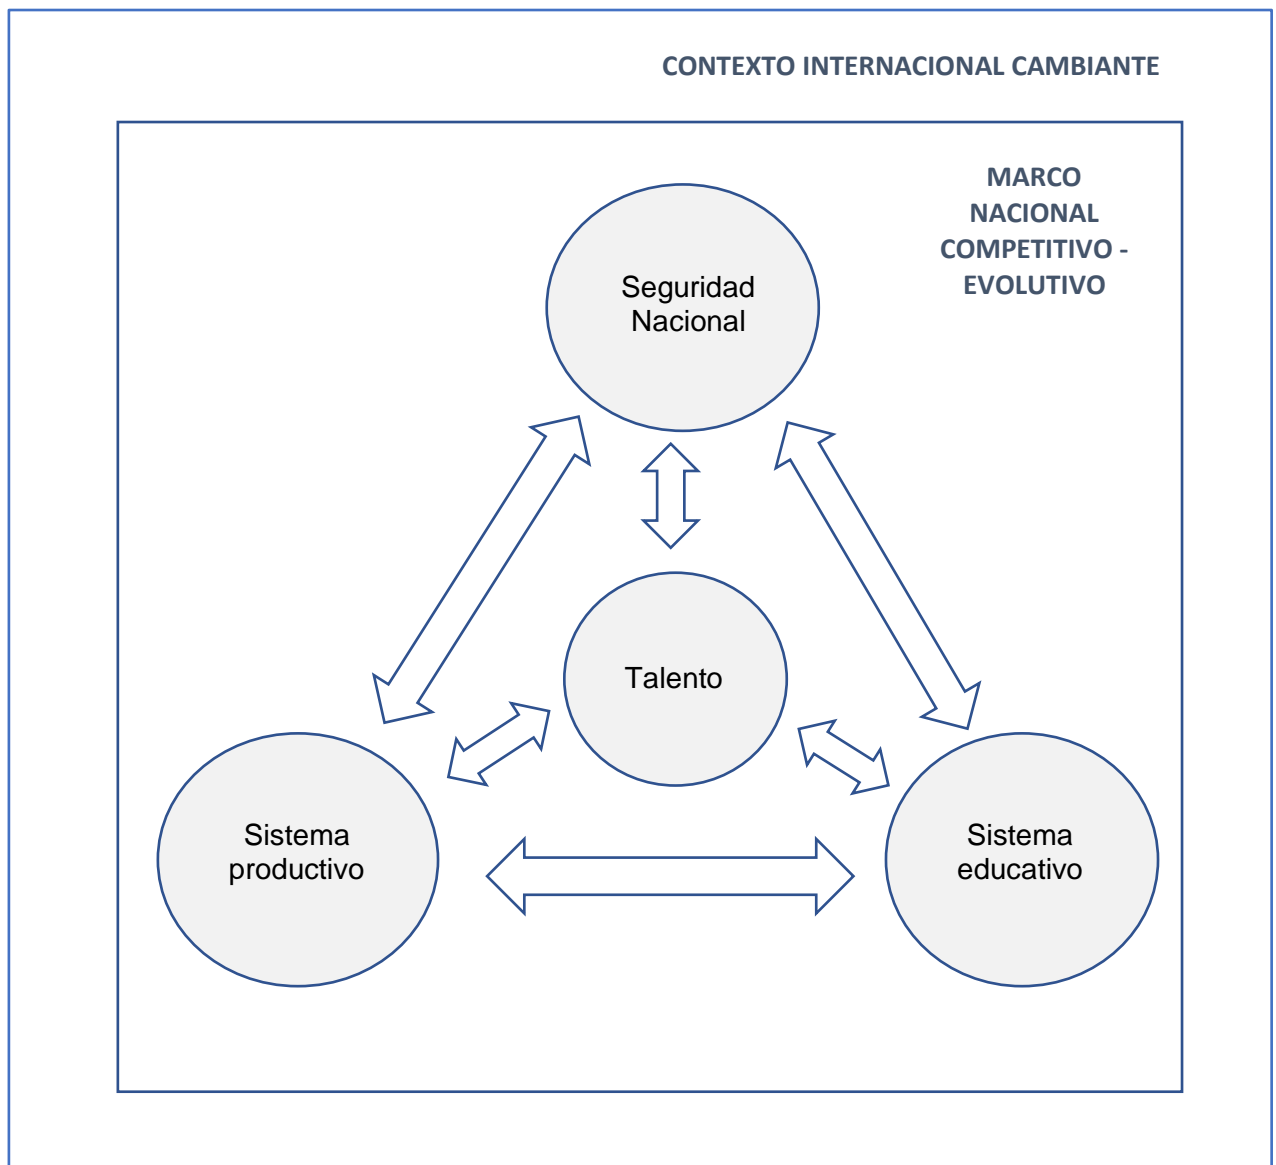 CONTEXTO INTERNACIONAL CAMBIANTE
MARCO
NACIONAL
COMPETITIVO -
EVOLUTIVO
Seguridad
Nacional
Talento
Sistema
productivo
Sistema
educativo